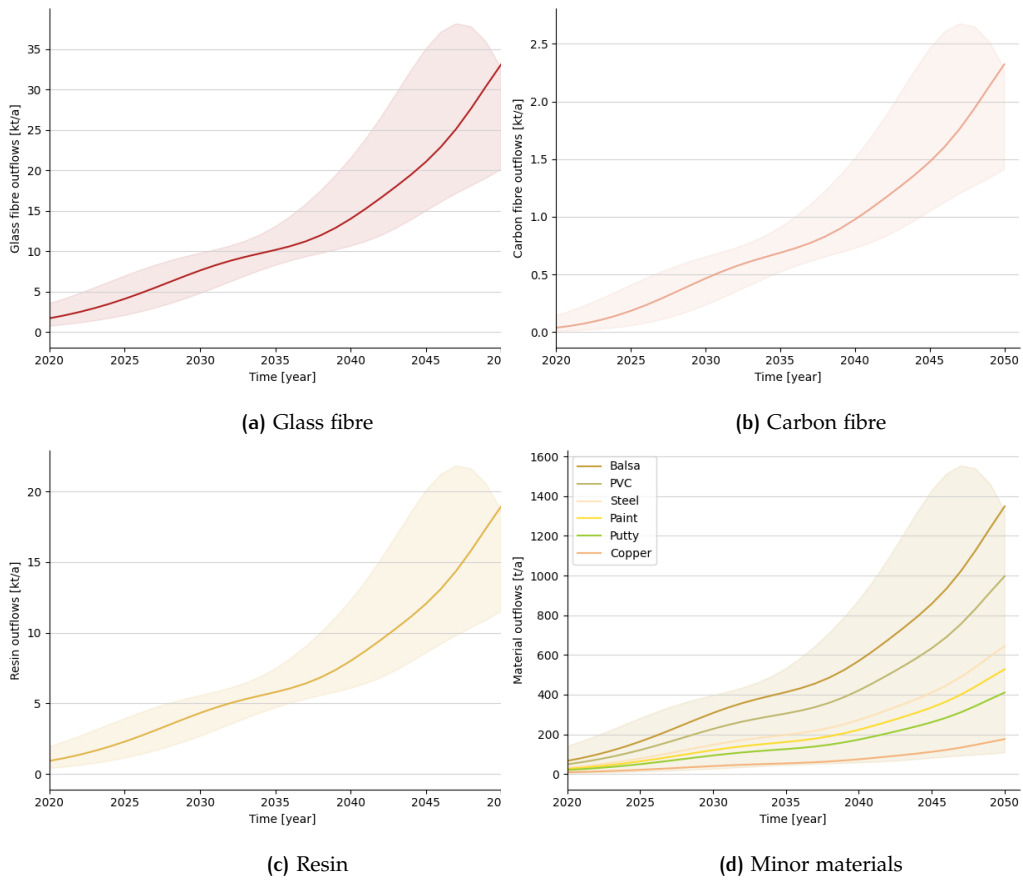 Glass fibre outflows [kt/a]
35
30
25
20
15
10
5
0
2020 2025 2030 2035 2040 2045 20
Time [year]
(a) Glass fibre
Carbon fibre outflows [kt/a]
2.5
2.0
1.5
1.0
0.5
0.0
2020 2025 2030 2035 2040 2045 2050
Time [year]
(b) Carbon fibre
Resin outflows [kt/a]
20
15
10
5
0
2020 2025 2030 2035 2040 2045 20
Time [year]
(c) Resin
Material outflows [t/a]
1600
1400
1200
1000
800
600
400
200
0
Balsa
PVC
Steel
Paint
Putty
Copper
2020 2025 2030 2035 2040 2045 2050
Time [year]
(d) Minor materials